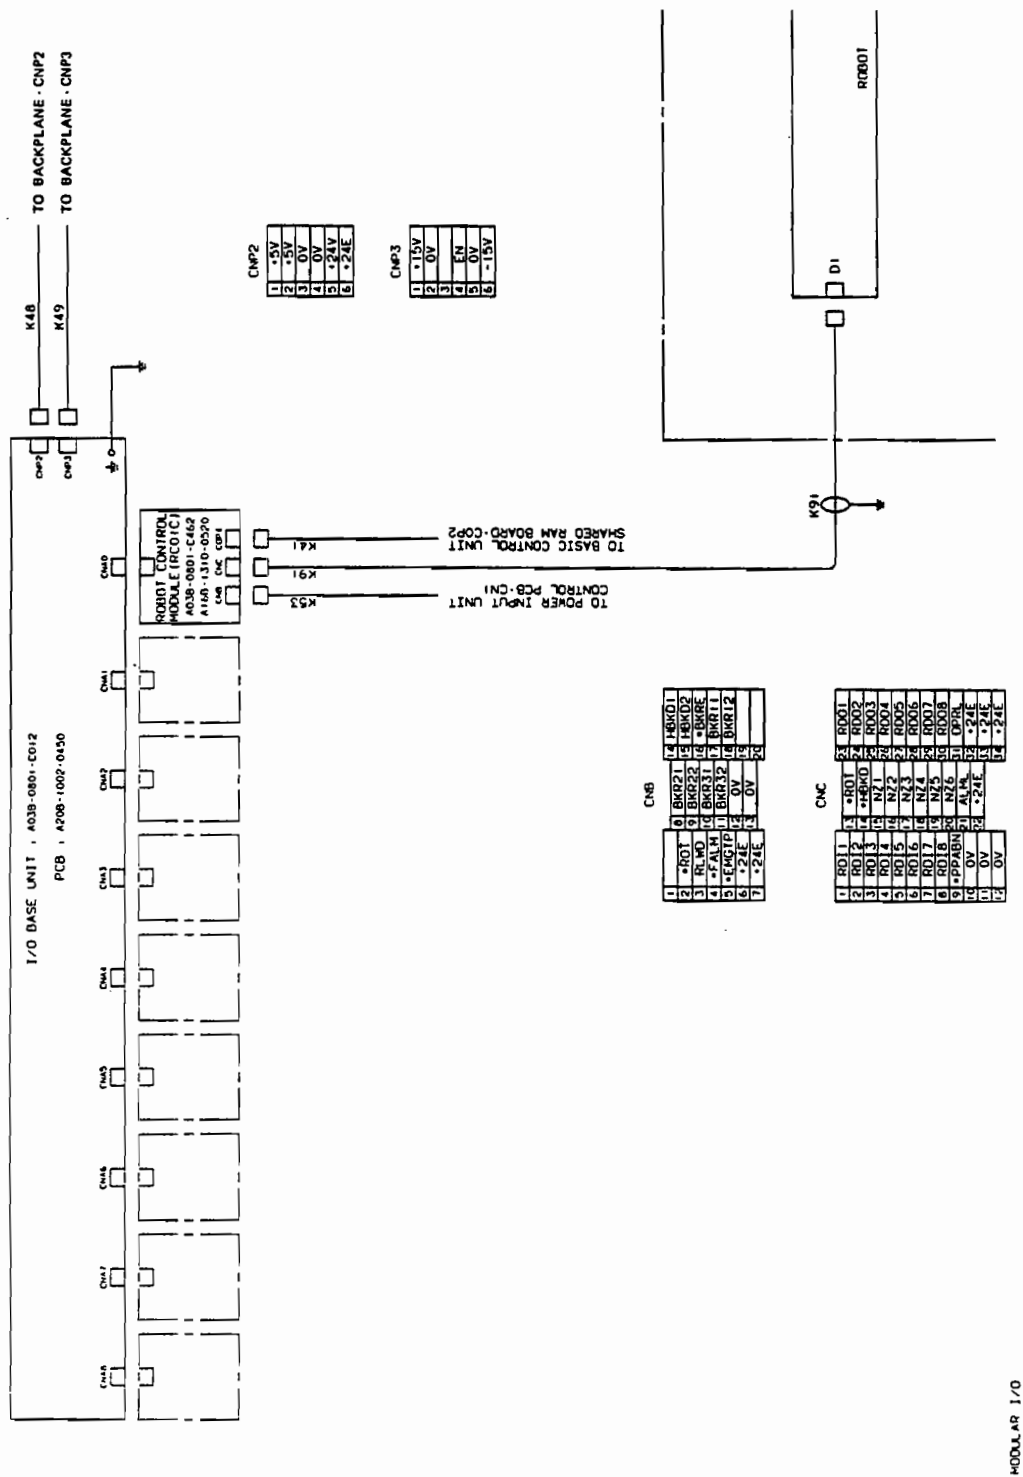 I/O BASE UNIT , A03B-0801-C012
PCB , A20B-1002-0450
CNP2
CNP3
K48
K49
TO BACKPLANE - CNP2
TO BACKPLANE - CNP3
CNA8
CNA7
CNA6
CNA5
CNA4
CNA3
CNA2
CNA1
CNA0
ROBOT CONTROL
MODULE(RC01C)
A03B-0801-C462
A16B-1310-0520
CNB
CNC
COP1
K53
TO POWER INPUT UNIT
CONTROL PCB-CN1
K91
K41
TO BASIC CONTROL UNIT
SHARED RAM BOARD-COP2
CNP2
1 +5V
2 +5V
3 0V
4 0V
5 +24V
6 +24E
CNP3
1 +15V
2 0V
3
4 EN
5 0V
6 -15V
K91
D1
ROBOT
CNB
1
2 *ROT
3 RLWD
4 *FALM
5 *EMGTP
6 +24E
7 +24E
8 BKR21
9 BKR22
10 BKR31
11 BKR32
12 0V
13 0V
14 HBKD1
15 HBKD2
16 *BKRE
17 BKR11
18 BKR12
19
20
CNC
1 RDI1
2 RDI2
3 RDI3
4 RDI4
5 RDI5
6 RDI6
7 RDI7
8 RDI8
9 *PPABN
10 0V
11 0V
12 0V
13 *ROT
14 *HBKD
15 NZ1
16 NZ2
17 NZ3
18 NZ4
19 NZ5
20 NZ6
21 ALML
22 +24E
23 RDO1
24 RDO2
25 RDO3
26 RDO4
27 RDO5
28 RDO6
29 RDO7
30 RDO8
31 OPRL
32 +24E
33 +24E
34 +24E
MODULAR I/O